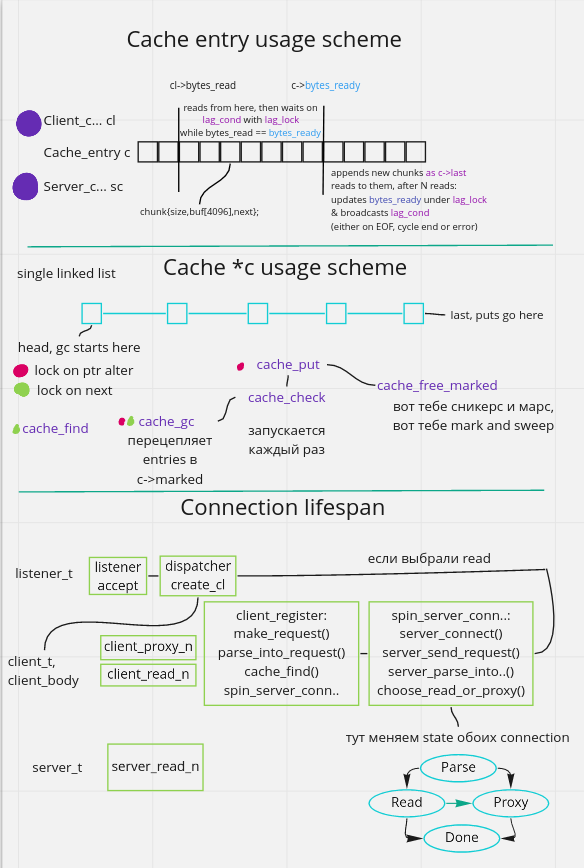 Cache entry usage scheme
cl->bytes_read
c->bytes_ready
reads from here, then waits on
lag_cond with lag_lock
while bytes_read == bytes_ready
Client_c... cl
Cache_entry c
Server_c... sc
appends new chunks as c->last
reads to them, after N reads:
updates bytes_ready under lag_lock
& broadcasts lag_cond
(either on EOF, cycle end or error)
chunk{size,buf[4096],next};
Cache *c usage scheme
single linked list
last, puts go here
head, gc starts here
lock on ptr alter
lock on next
cache_put
cache_free_marked
cache_check
вот тебе сникерс и марс,
вот тебе mark and sweep
cache_find
cache_gc
перецепляет
entries в
c->marked
запускается
каждый раз
Connection lifespan
если выбрали read
listener_t
listener
accept
dispatcher
create_cl
client_register:
make_request()
parse_into_request()
cache_find()
spin_server_conn..
spin_server_conn..:
server_connect()
server_send_request()
server_parse_into..()
choose_read_or_proxy()
client_proxy_n
client_read_n
client_t,
client_body
тут меняем state обоих connection
server_t
server_read_n
Parse
Read
Proxy
Done